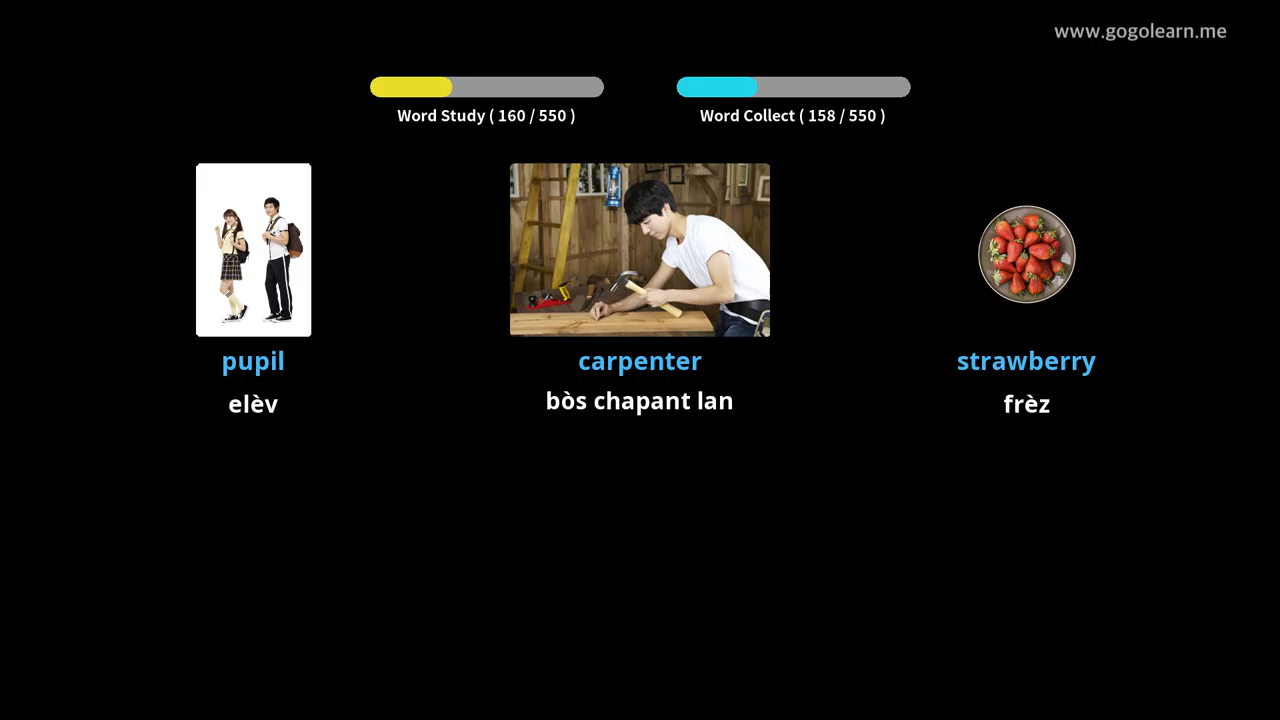 www.gogolearn.me
Word Study ( 160 / 550 )
Word Collect ( 158 / 550 )
pupil
carpenter
strawberry
elèv
bòs chapant lan
frèz